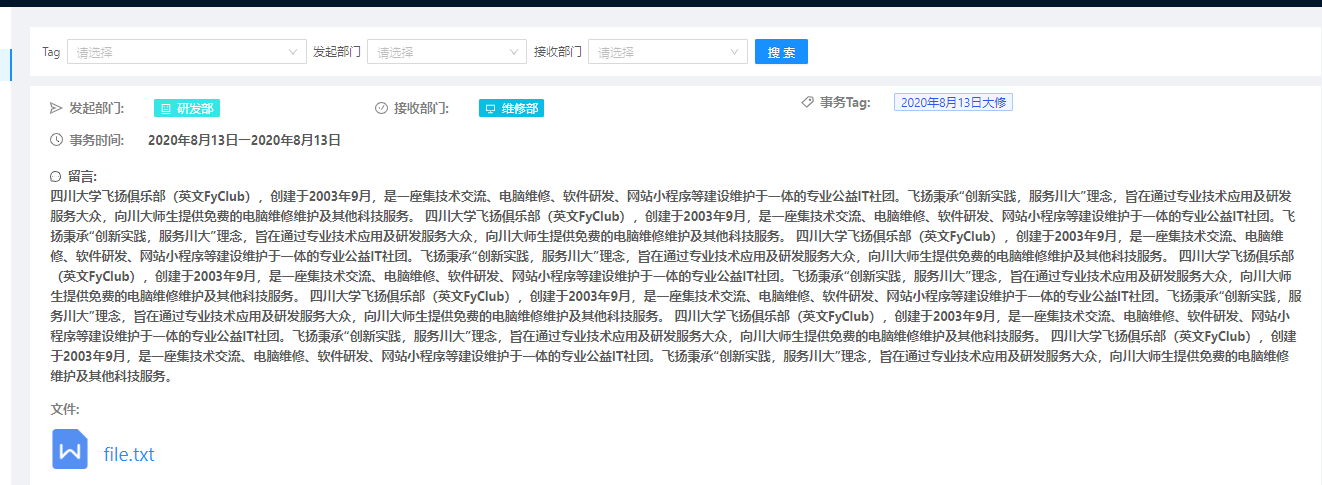 Tag 请选择 发起部门 请选择 接收部门 请选择 搜 索
发起部门: 研发部 接收部门: 维修部 事务Tag: 2020年8月13日大修
事务时间: 2020年8月13日一2020年8月13日
留言:
四川大学飞扬俱乐部（英文FyClub），创建于2003年9月，是一座集技术交流、电脑维修、软件研发、网站小程序等建设维护于一体的专业公益IT社团。飞扬秉承“创新实践，服务川大”理念，旨在通过专业技术应用及研发
服务大众，向川大师生提供免费的电脑维修维护及其他科技服务。 四川大学飞扬俱乐部（英文FyClub），创建于2003年9月，是一座集技术交流、电脑维修、软件研发、网站小程序等建设维护于一体的专业公益IT社团。飞
扬秉承“创新实践，服务川大”理念，旨在通过专业技术应用及研发服务大众，向川大师生提供免费的电脑维修维护及其他科技服务。 四川大学飞扬俱乐部（英文FyClub），创建于2003年9月，是一座集技术交流、电脑维
修、软件研发、网站小程序等建设维护于一体的专业公益IT社团。飞扬秉承“创新实践，服务川大”理念，旨在通过专业技术应用及研发服务大众，向川大师生提供免费的电脑维修维护及其他科技服务。 四川大学飞扬俱乐部
（英文FyClub），创建于2003年9月，是一座集技术交流、电脑维修、软件研发、网站小程序等建设维护于一体的专业公益IT社团。飞扬秉承“创新实践，服务川大”理念，旨在通过专业技术应用及研发服务大众，向川大师
生提供免费的电脑维修维护及其他科技服务。 四川大学飞扬俱乐部（英文FyClub），创建于2003年9月，是一座集技术交流、电脑维修、软件研发、网站小程序等建设维护于一体的专业公益IT社团。飞扬秉承“创新实践，服
务川大”理念，旨在通过专业技术应用及研发服务大众，向川大师生提供免费的电脑维修维护及其他科技服务。 四川大学飞扬俱乐部（英文FyClub），创建于2003年9月，是一座集技术交流、电脑维修、软件研发、网站小
程序等建设维护于一体的专业公益IT社团。飞扬秉承“创新实践，服务川大”理念，旨在通过专业技术应用及研发服务大众，向川大师生提供免费的电脑维修维护及其他科技服务。 四川大学飞扬俱乐部（英文FyClub），创建
于2003年9月，是一座集技术交流、电脑维修、软件研发、网站小程序等建设维护于一体的专业公益IT社团。飞扬秉承“创新实践，服务川大”理念，旨在通过专业技术应用及研发服务大众，向川大师生提供免费的电脑维修
维护及其他科技服务。
文件:
file.txt